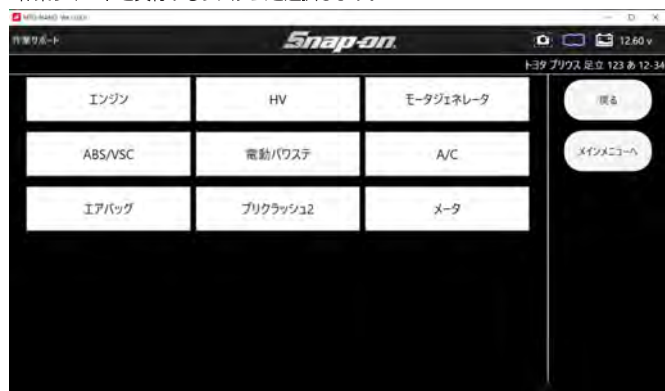 作業サポート
Snap-on
12.60 v
トヨタ プリウス 足立 123 あ 12-34
エンジン
HV
モータジェネレータ
戻る
ABS/VSC
電動パワステ
A/C
メインメニューへ
エアバッグ
プリクラッシュ2
メータ